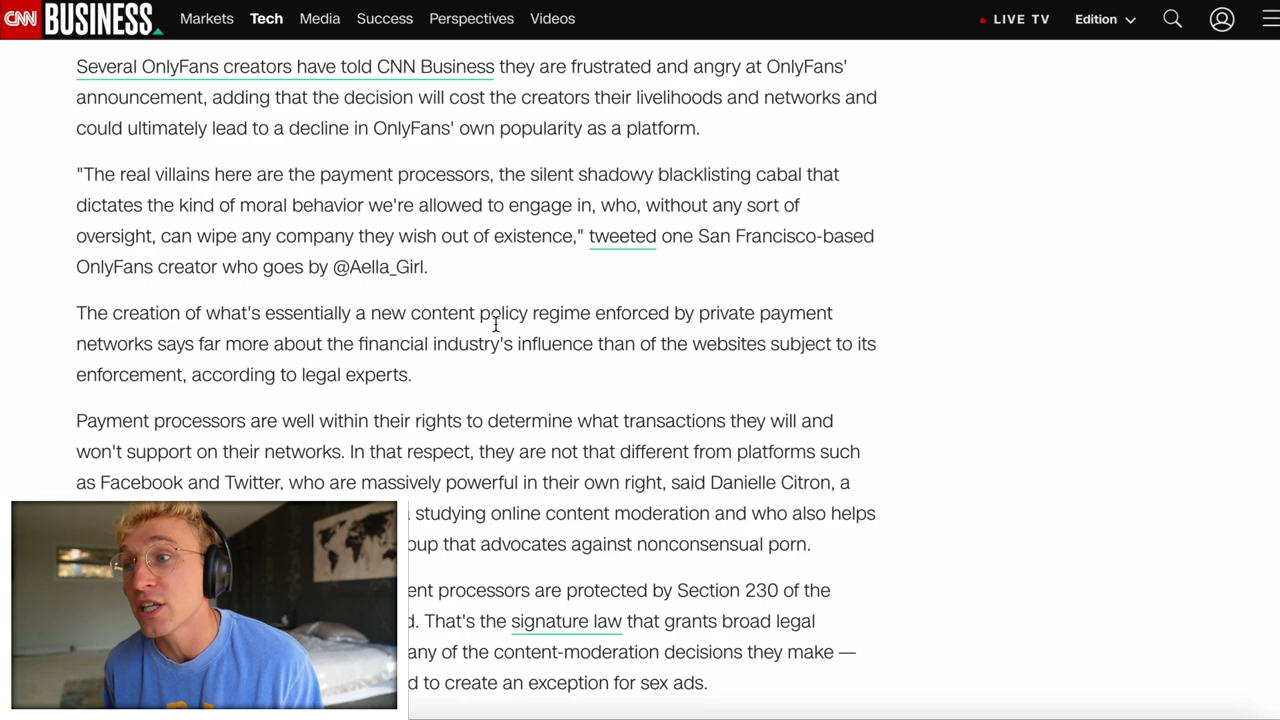 CNN BUSINESS Markets Tech Media Success Perspectives Videos LIVE TV Edition
Several OnlyFans creators have told CNN Business they are frustrated and angry at OnlyFans'
announcement, adding that the decision will cost the creators their livelihoods and networks and
could ultimately lead to a decline in OnlyFans' own popularity as a platform.
"The real villains here are the payment processors, the silent shadowy blacklisting cabal that
dictates the kind of moral behavior we're allowed to engage in, who, without any sort of
oversight, can wipe any company they wish out of existence," tweeted one San Francisco-based
OnlyFans creator who goes by @Aella_Girl.
The creation of what's essentially a new content policy regime enforced by private payment
networks says far more about the financial industry's influence than of the websites subject to its
enforcement, according to legal experts.
Payment processors are well within their rights to determine what transactions they will and
won't support on their networks. In that respect, they are not that different from platforms such
as Facebook and Twitter, who are massively powerful in their own right, said Danielle Citron, a
studying online content moderation and who also helps
oup that advocates against nonconsensual porn.
ent processors are protected by Section 230 of the
d. That's the signature law that grants broad legal
any of the content-moderation decisions they make —
d to create an exception for sex ads.